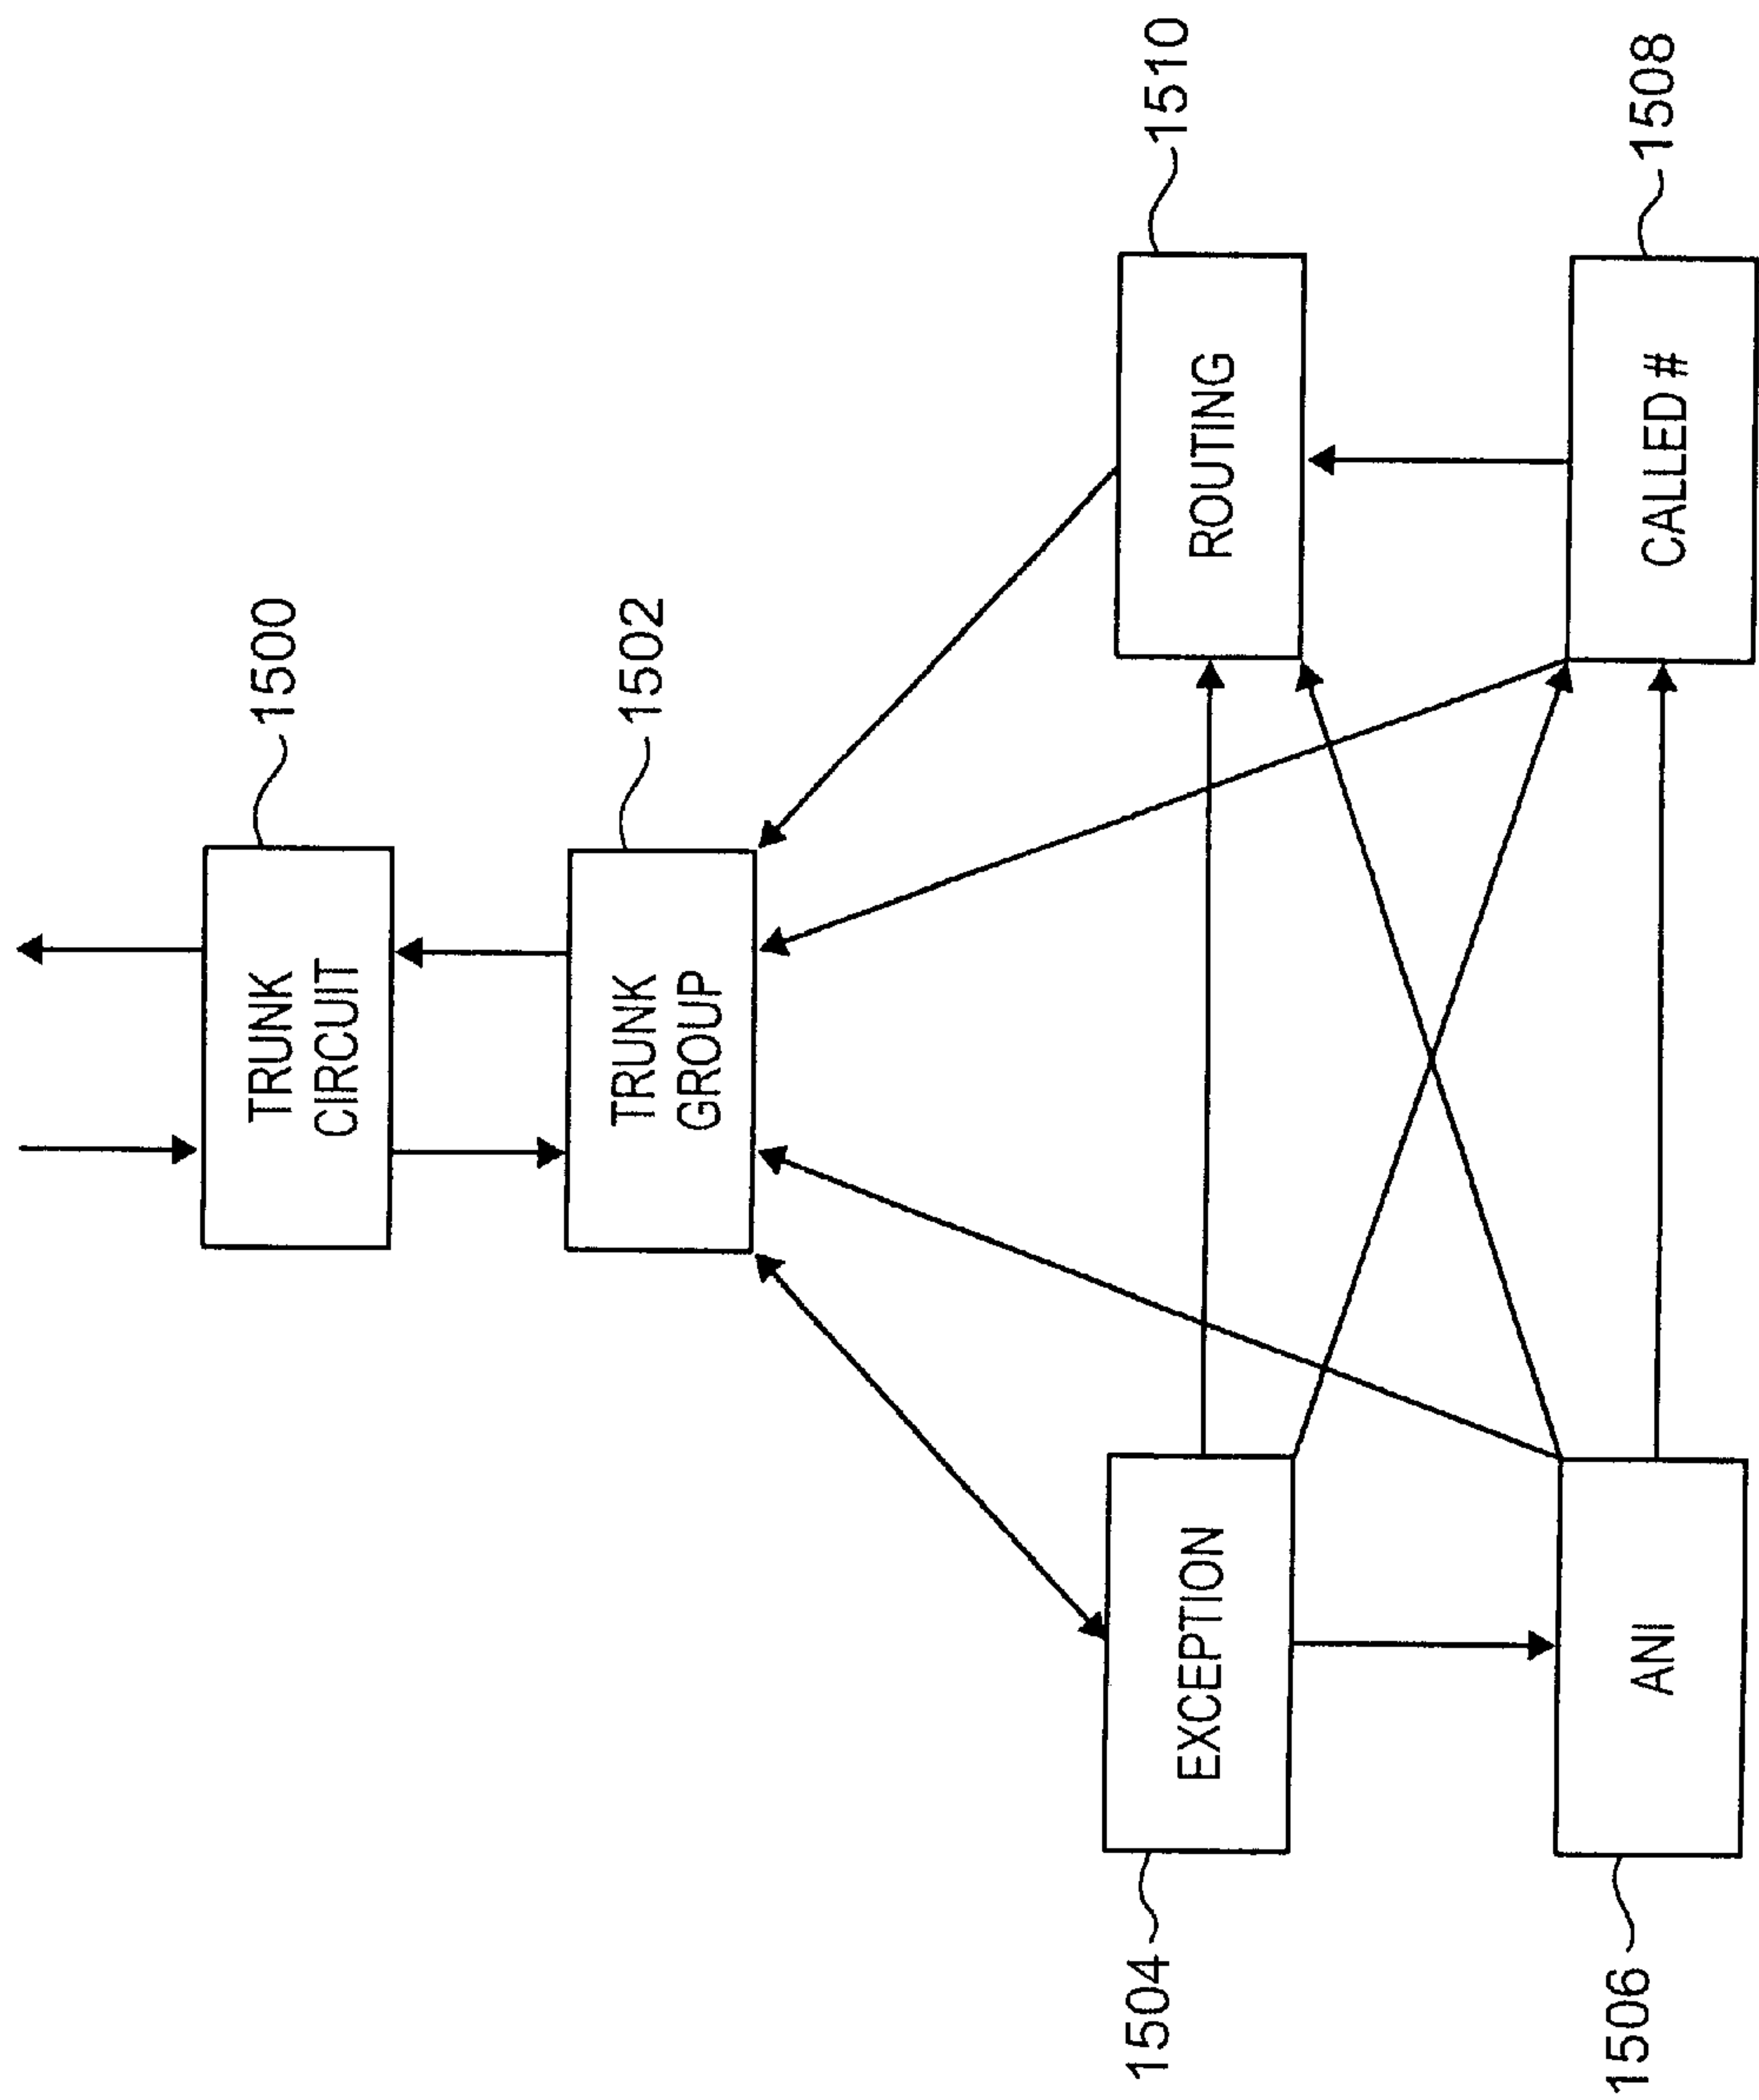 1500
TRUNK
CIRCUIT
1502
TRUNK
GROUP
1504
EXCEPTION
ROUTING
1510
1506
ANI
CALLED #
1508